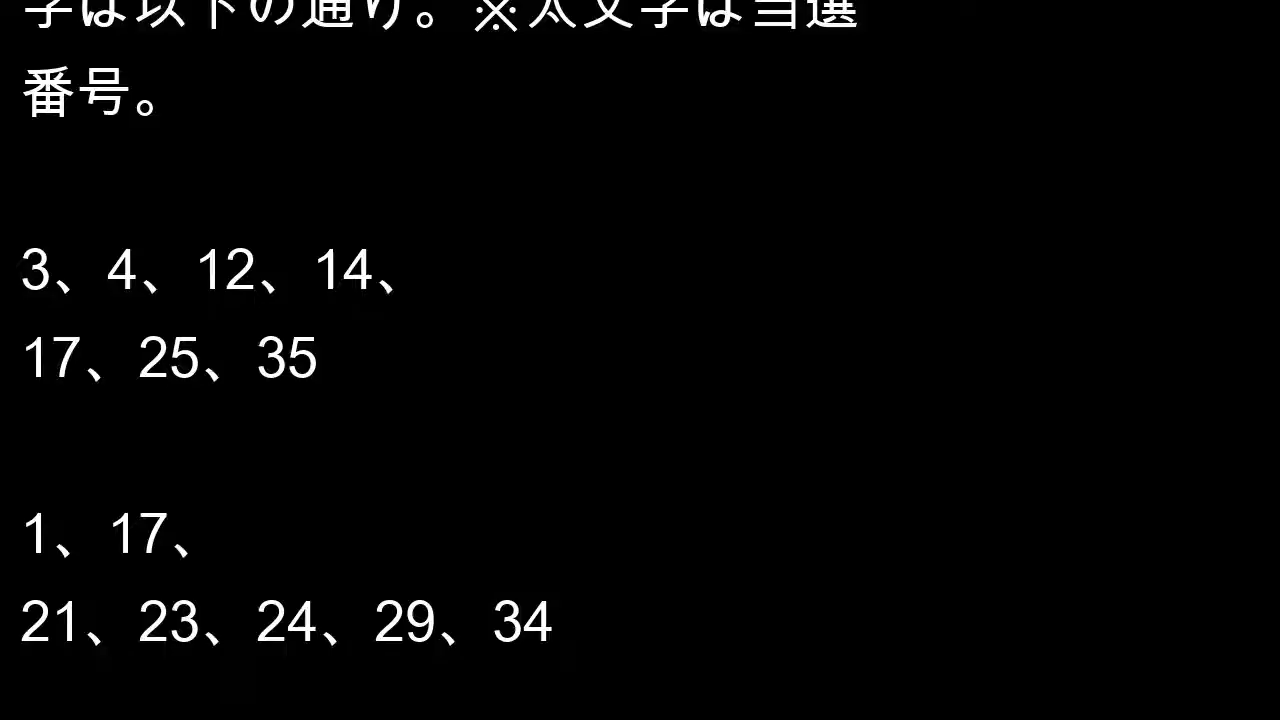 字は以下の通り。※太文字は当選
番号。
3、4、12、14、
17、25、35
1、17、
21、23、24、29、34